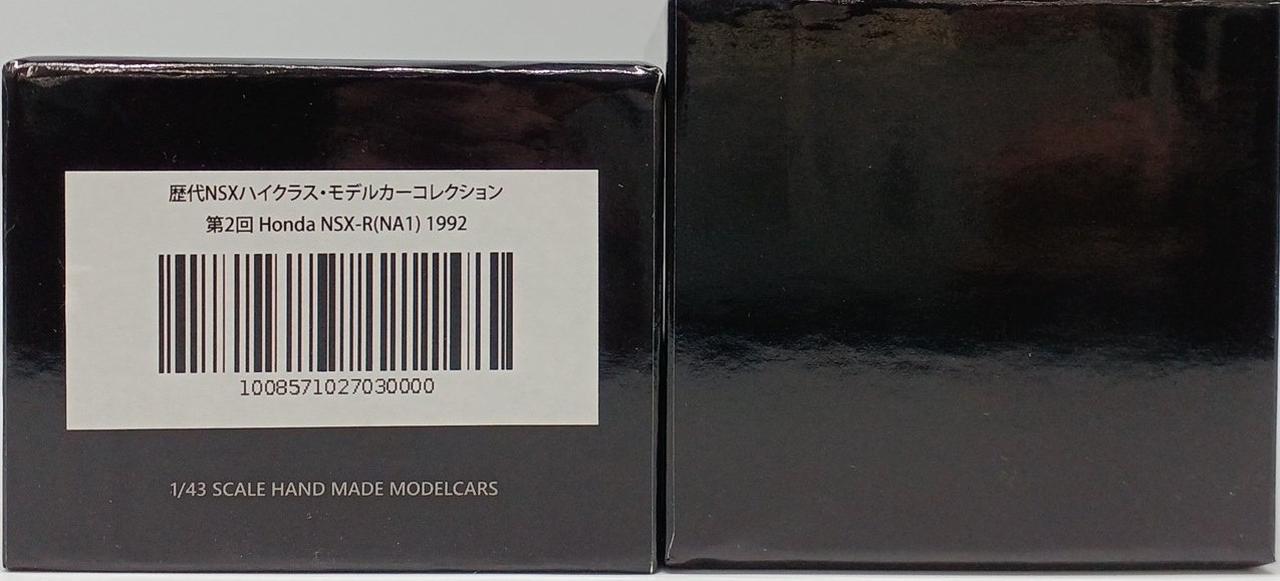 歴代NSXハイクラス・モデルカーコレクション
第2回 Honda NSX-R(NA1) 1992
1008571027030000
1/43 SCALE HAND MADE MODELCARS